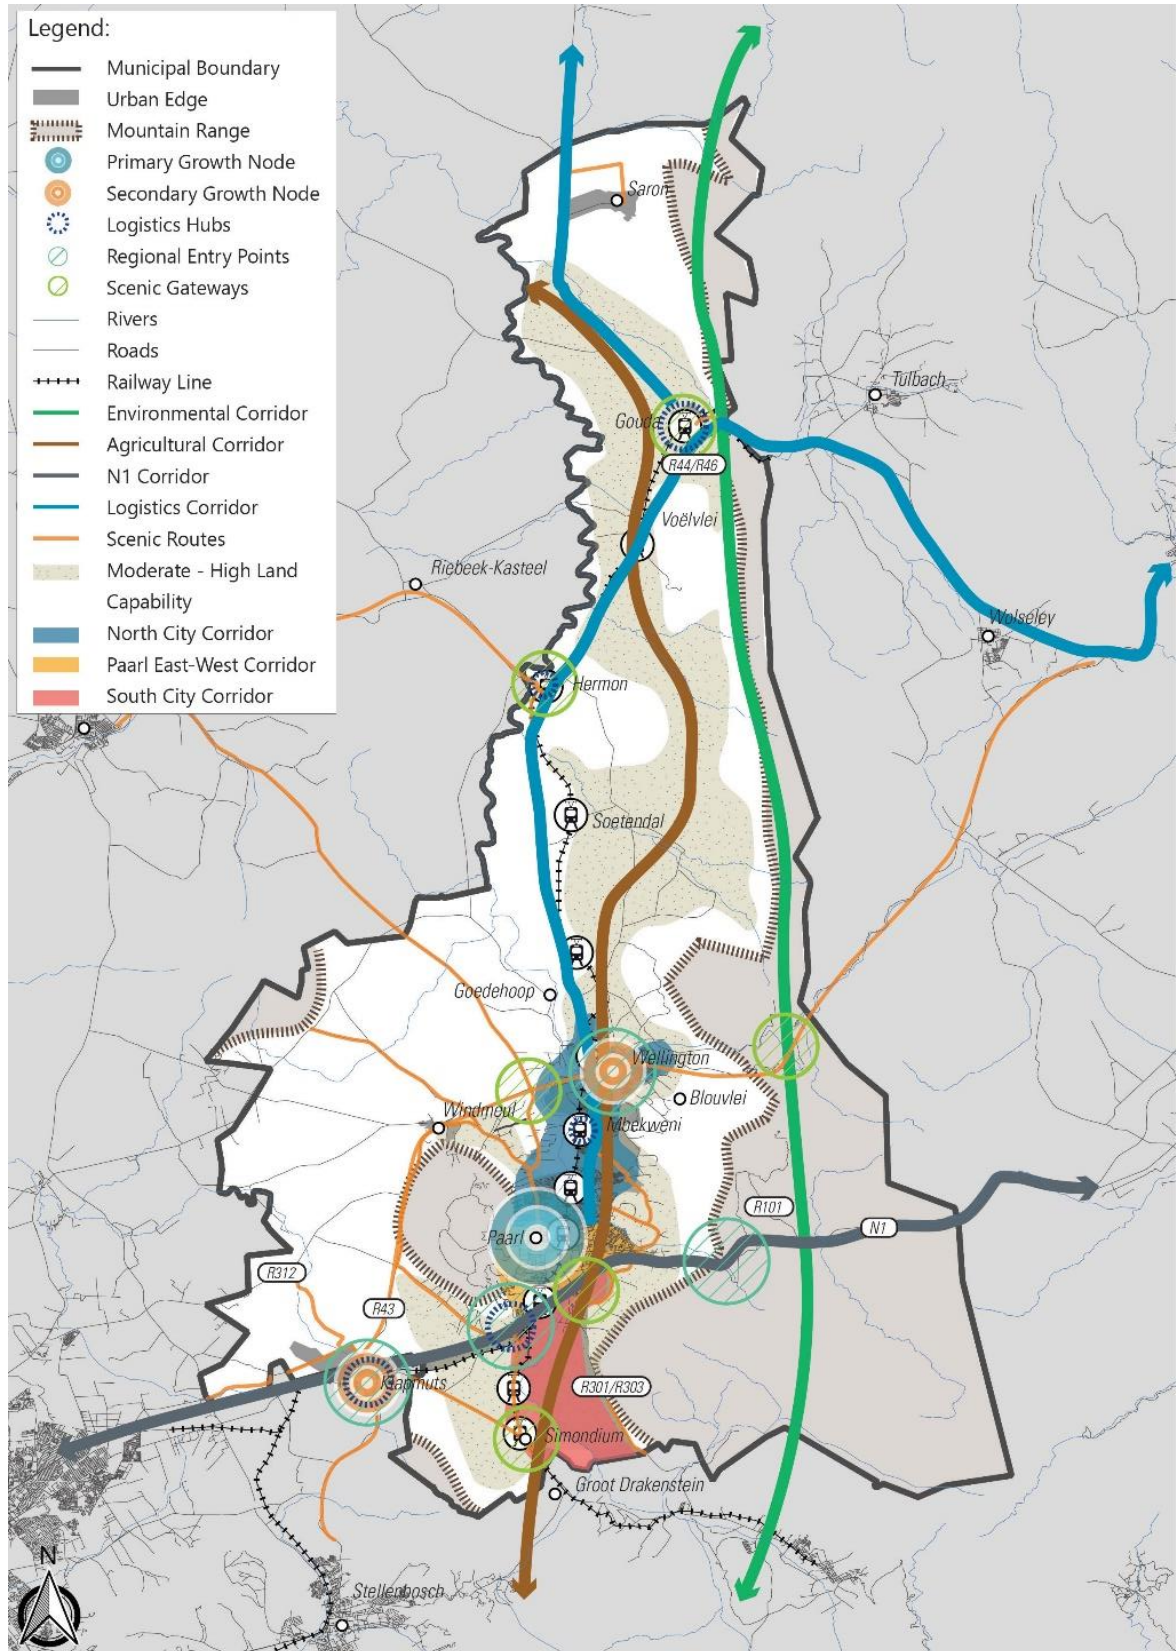 Legend:
Municipal Boundary
Urban Edge
Mountain Range
Primary Growth Node
Secondary Growth Node
Logistics Hubs
Regional Entry Points
Scenic Gateways
Rivers
Roads
Railway Line
Environmental Corridor
Agricultural Corridor
N1 Corridor
Logistics Corridor
Scenic Routes
Moderate - High Land
Capability
North City Corridor
Paarl East-West Corridor
South City Corridor
Saron
Tulbach
Gouda
R44/R46
Voëlvlei
Riebeek-Kasteel
Wolseley
Hermon
Soetendal
Goedehoop
Wellington
Blouvlei
Windmeul
Mbekweni
R101
N1
Paarl
R312
R43
Klapmuts
R301/R303
Simondium
Groot Drakenstein
N
Stellenbosch